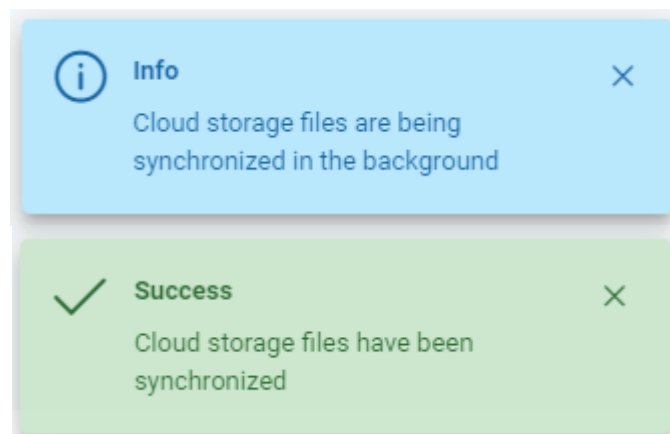 Info
Cloud storage files are being
synchronized in the background
Success
Cloud storage files have been
synchronized